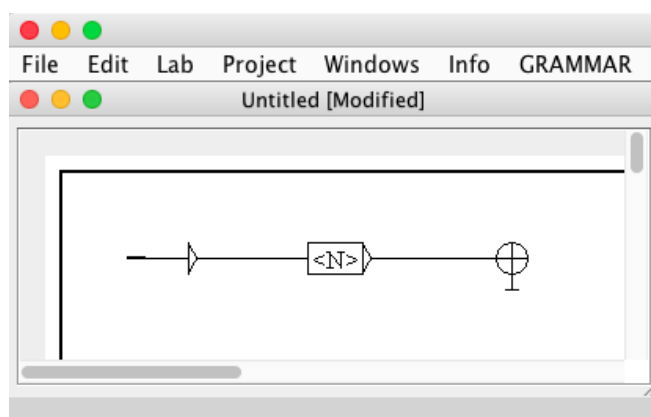 File Edit Lab Project Windows Info GRAMMAR
Untitled [Modified]
<N>